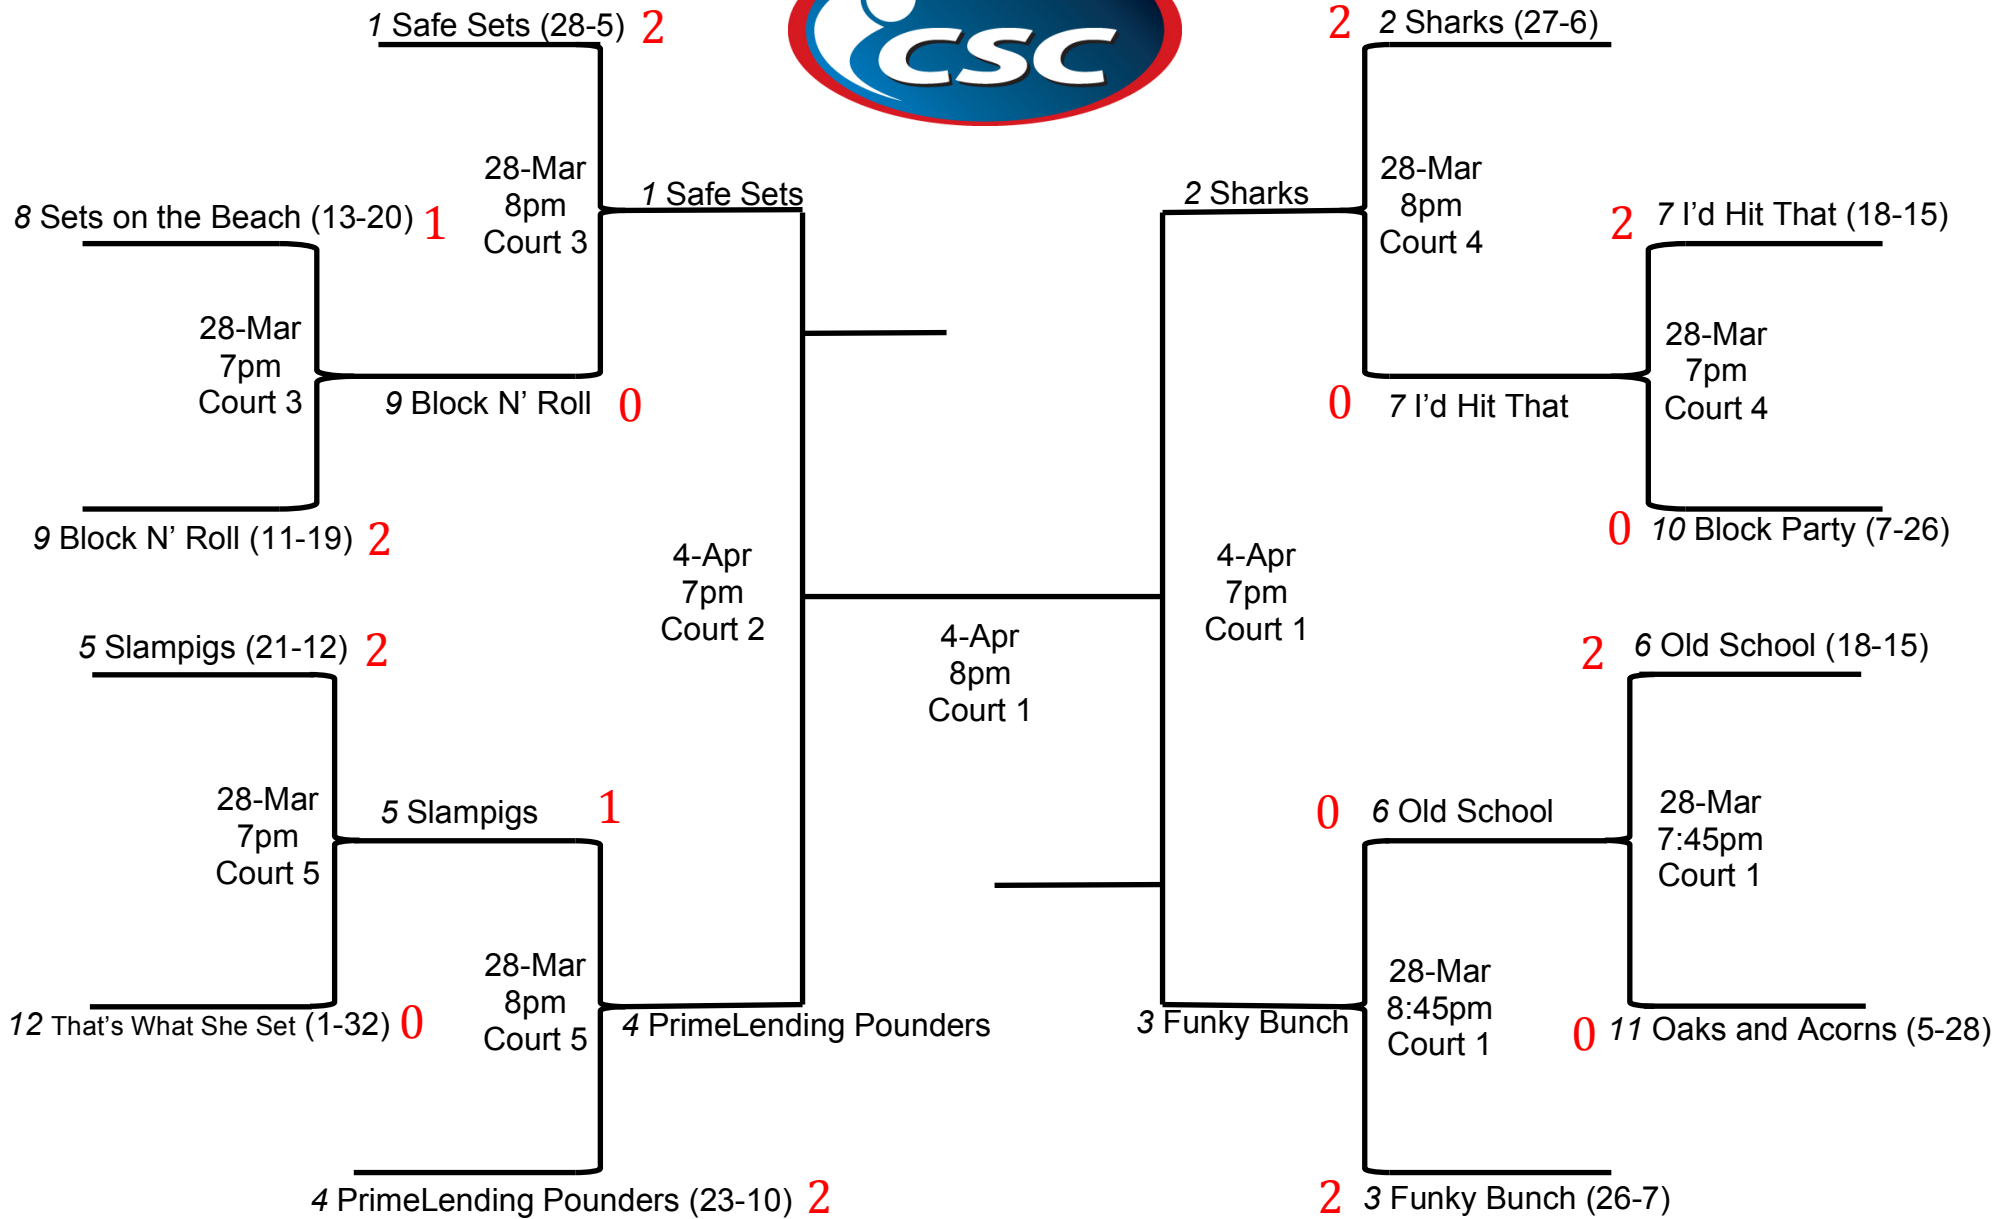 1 Safe Sets (28-5) 2
CSC
2 2 Sharks (27-6)
28-Mar
8pm
Court 3
1 Safe Sets
2 Sharks
28-Mar
8pm
Court 4
8 Sets on the Beach (13-20) 1
2 7 I’d Hit That (18-15)
28-Mar
7pm
Court 3
28-Mar
7pm
Court 4
9 Block N’ Roll 0
0 7 I’d Hit That
9 Block N’ Roll (11-19) 2
0 10 Block Party (7-26)
4-Apr
7pm
Court 2
4-Apr
7pm
Court 1
4-Apr
8pm
Court 1
5 Slampigs (21-12) 2
2 6 Old School (18-15)
28-Mar
7pm
Court 5
5 Slampigs 1
0 6 Old School
28-Mar
7:45pm
Court 1
28-Mar
8pm
Court 5
28-Mar
8:45pm
Court 1
12 That’s What She Set (1-32) 0
4 PrimeLending Pounders
3 Funky Bunch
0 11 Oaks and Acorns (5-28)
4 PrimeLending Pounders (23-10) 2
2 3 Funky Bunch (26-7)